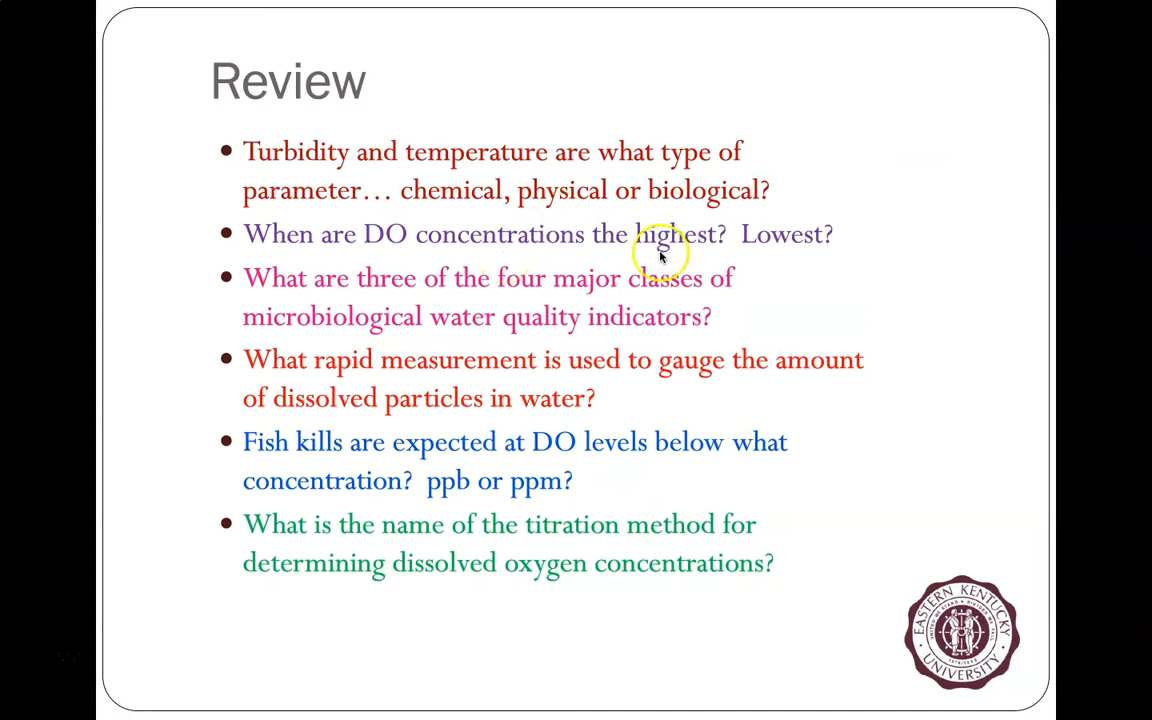 Review
• Turbidity and temperature are what type of
parameter… chemical, physical or biological?
• When are DO concentrations the highest?  Lowest?
• What are three of the four major classes of
microbiological water quality indicators?
• What rapid measurement is used to gauge the amount
of dissolved particles in water?
• Fish kills are expected at DO levels below what
concentration?  ppb or ppm?
• What is the name of the titration method for
determining dissolved oxygen concentrations?
EASTERN KENTUCKY
UNIVERSITY